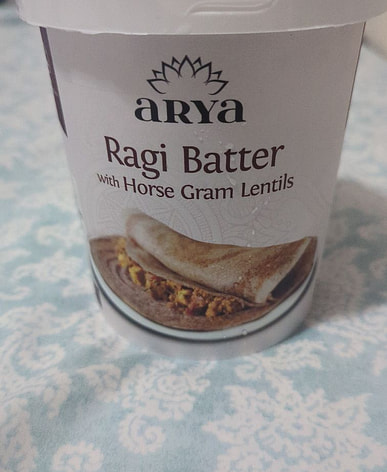 ARYA
Ragi Batter
with Horse Gram Lentils